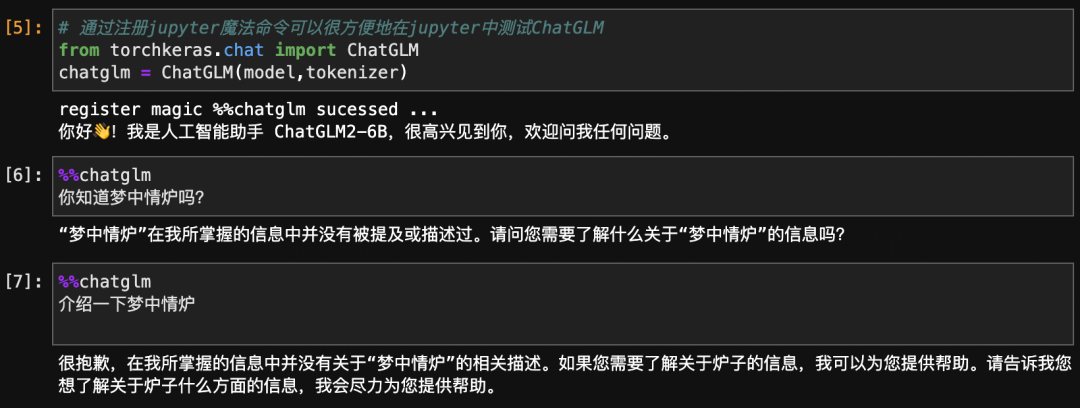 [5]: # 通过注册jupyter魔法命令可以很方便地在jupyter中测试ChatGLM
from torchkeras.chat import ChatGLM
chatglm = ChatGLM(model,tokenizer)
register magic %%chatglm sucessed ...
你好👋！我是人工智能助手 ChatGLM2-6B，很高兴见到你，欢迎问我任何问题。
[6]: %%chatglm
你知道梦中情炉吗？
“梦中情炉”在我所掌握的信息中并没有被提及或描述过。请问您需要了解什么关于“梦中情炉”的信息吗？
[7]: %%chatglm
介绍一下梦中情炉
很抱歉，在我所掌握的信息中并没有关于“梦中情炉”的相关描述。如果您需要了解关于炉子的信息，我可以为您提供帮助。请告诉我您
想了解关于炉子什么方面的信息，我会尽力为您提供帮助。